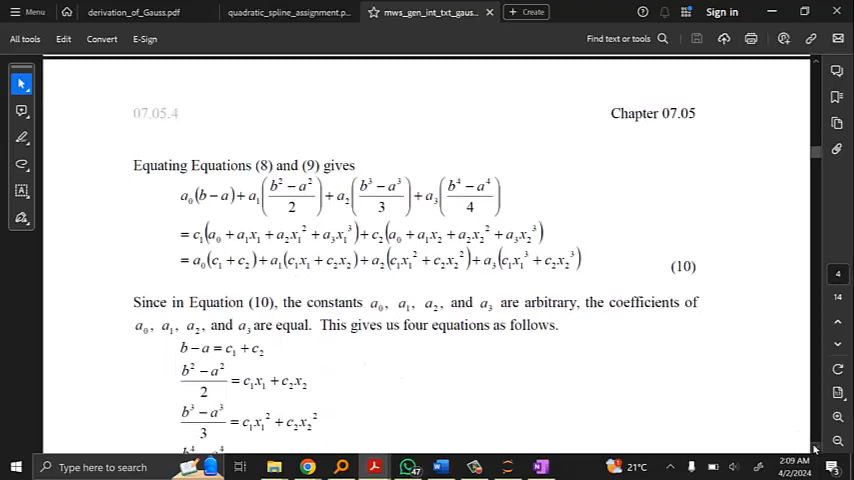 Menu derivation_of_Gauss.pdf quadratic_spline_assignment.p... mws_gen_int_txt_gaus... × + Create Sign in
All tools Edit Convert E-Sign Find text or tools
07.05.4 Chapter 07.05
Equating Equations (8) and (9) gives
a₀(b − a) + a₁((b² − a²)/2) + a₂((b³ − a³)/3) + a₃((b⁴ − a⁴)/4)
= c₁(a₀ + a₁x₁ + a₂x₁² + a₃x₁³) + c₂(a₀ + a₁x₂ + a₂x₂² + a₃x₂³)
= a₀(c₁ + c₂) + a₁(c₁x₁ + c₂x₂) + a₂(c₁x₁² + c₂x₂²) + a₃(c₁x₁³ + c₂x₂³) (10)
Since in Equation (10), the constants a₀, a₁, a₂, and a₃ are arbitrary, the coefficients of
a₀, a₁, a₂, and a₃ are equal. This gives us four equations as follows.
b − a = c₁ + c₂
(b² − a²)/2 = c₁x₁ + c₂x₂
(b³ − a³)/3 = c₁x₁² + c₂x₂²
b⁴ − a⁴
4
14
Type here to search
47
21°C
2:09 AM
4/2/2024
3